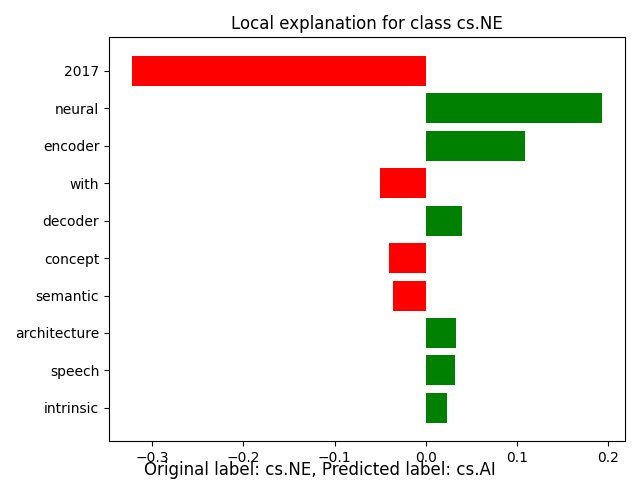 Local explanation for class cs.NE
2017
neural
encoder
with
decoder
concept
semantic
architecture
speech
intrinsic
−0.3 −0.2 −0.1 0.0 0.1 0.2
Original label: cs.NE, Predicted label: cs.AI